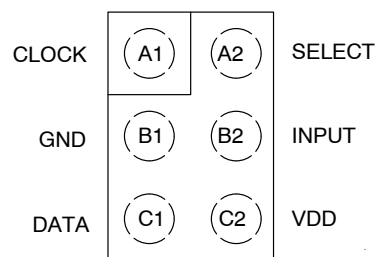 CLOCK A1 A2 SELECT
GND B1 B2 INPUT
DATA C1 C2 VDD